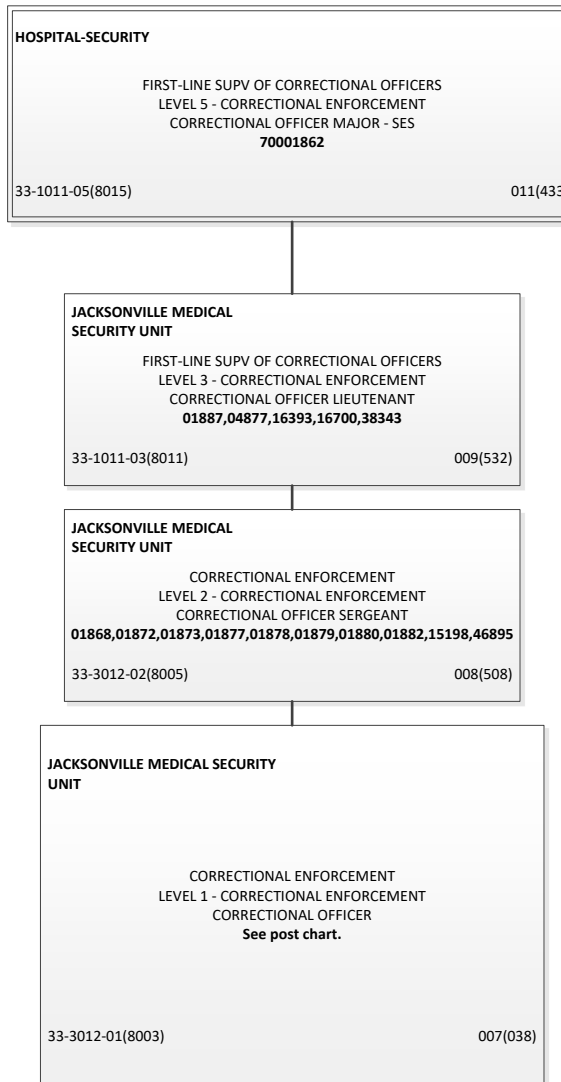 HOSPITAL-SECURITY
FIRST-LINE SUPV OF CORRECTIONAL OFFICERS
LEVEL 5 - CORRECTIONAL ENFORCEMENT
CORRECTIONAL OFFICER MAJOR - SES
70001862
33-1011-05(8015) 011(433
JACKSONVILLE MEDICAL
SECURITY UNIT
FIRST-LINE SUPV OF CORRECTIONAL OFFICERS
LEVEL 3 - CORRECTIONAL ENFORCEMENT
CORRECTIONAL OFFICER LIEUTENANT
01887,04877,16393,16700,38343
33-1011-03(8011) 009(532)
JACKSONVILLE MEDICAL
SECURITY UNIT
CORRECTIONAL ENFORCEMENT
LEVEL 2 - CORRECTIONAL ENFORCEMENT
CORRECTIONAL OFFICER SERGEANT
01868,01872,01873,01877,01878,01879,01880,01882,15198,46895
33-3012-02(8005) 008(508)
JACKSONVILLE MEDICAL SECURITY
UNIT
CORRECTIONAL ENFORCEMENT
LEVEL 1 - CORRECTIONAL ENFORCEMENT
CORRECTIONAL OFFICER
See post chart.
33-3012-01(8003) 007(038)